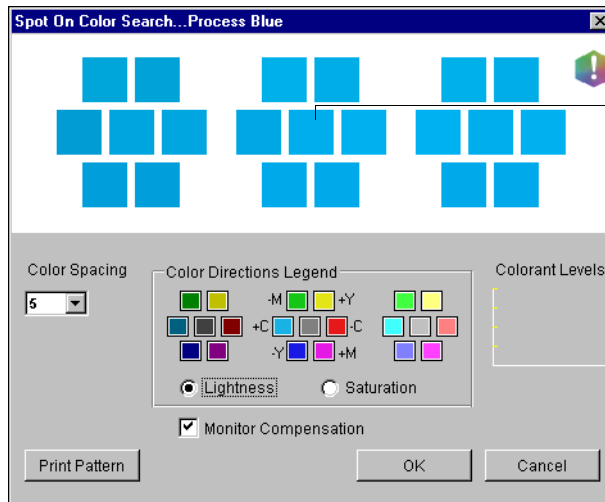 Spot On Color Search...Process Blue
!
Color Spacing
5
Color Directions Legend
-M +Y
+C -C
-Y +M
Lightness Saturation
Monitor Compensation
Colorant Levels
Print Pattern OK Cancel